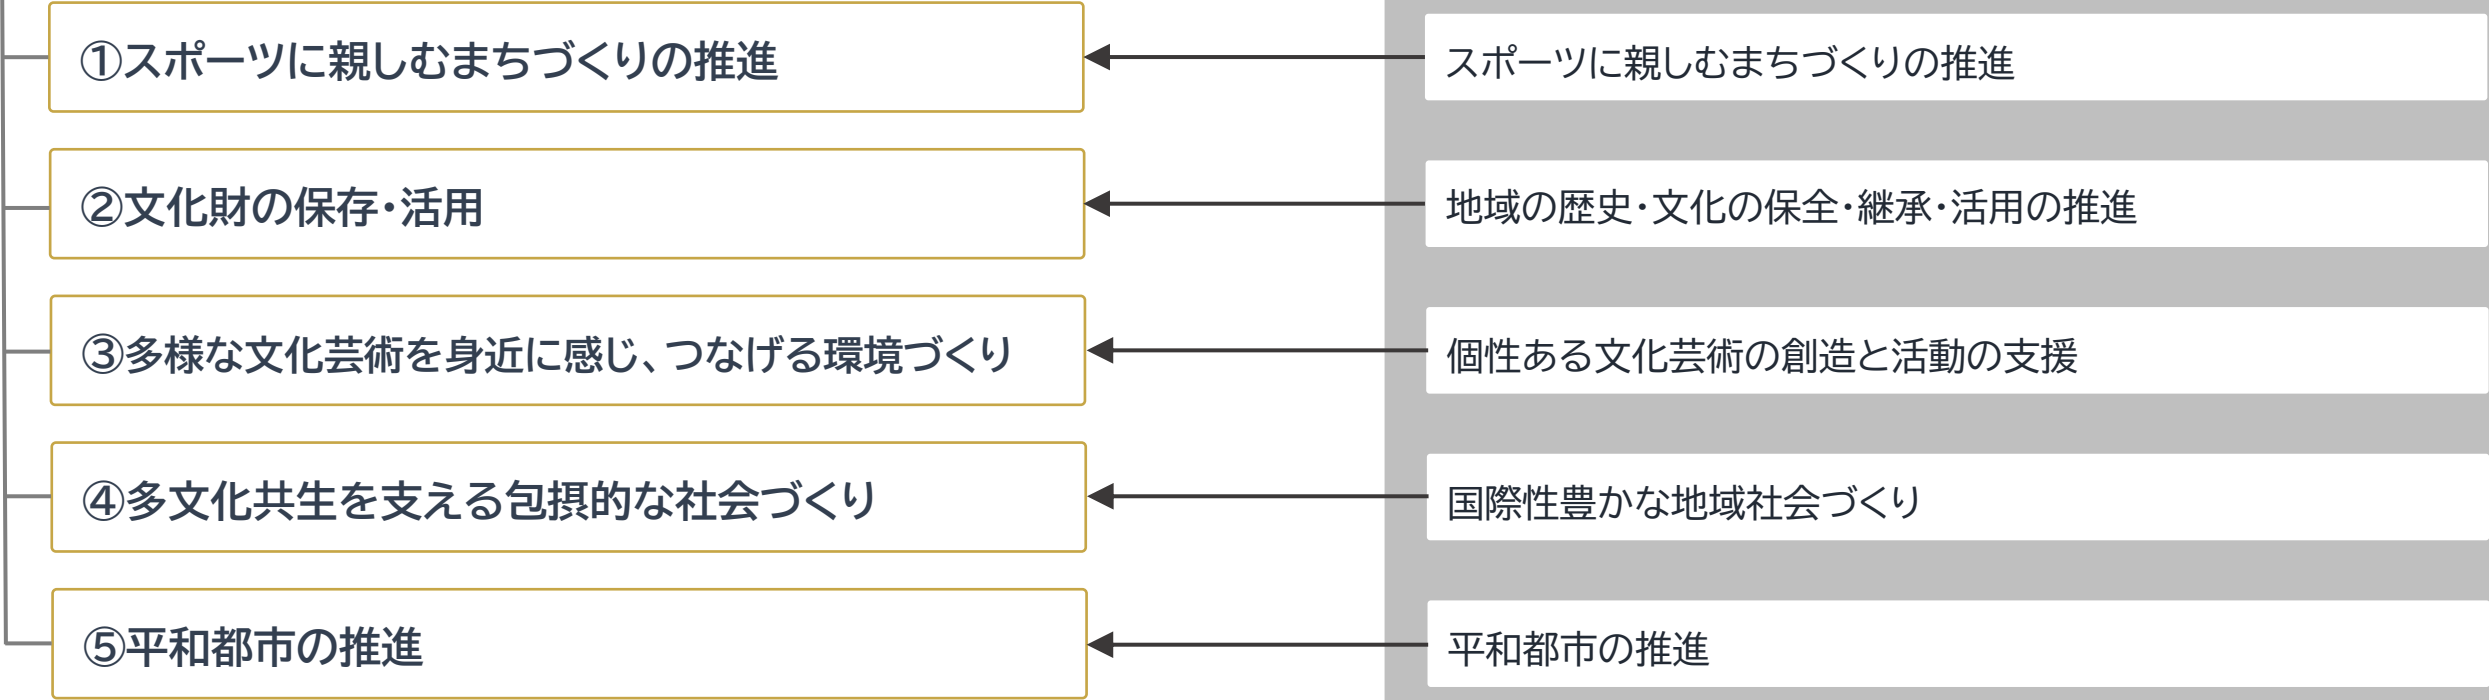 ①スポーツに親しむまちづくりの推進
スポーツに親しむまちづくりの推進
②文化財の保存・活用
地域の歴史・文化の保全・継承・活用の推進
③多様な文化芸術を身近に感じ、つなげる環境づくり
個性ある文化芸術の創造と活動の支援
④多文化共生を支える包摂的な社会づくり
国際性豊かな地域社会づくり
⑤平和都市の推進
平和都市の推進